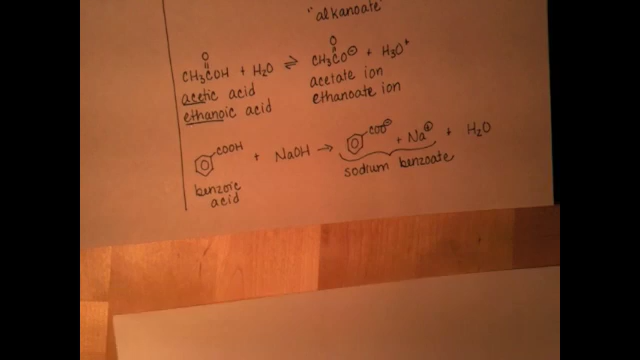 "alkanoate"
O O
CH3COH + H2O ⇌ CH3CO⊖ + H3O+
acetic acid acetate ion
ethanoic acid ethanoate ion
COOH + NaOH → COO⊖ + Na⊕ + H2O
benzoic acid sodium benzoate